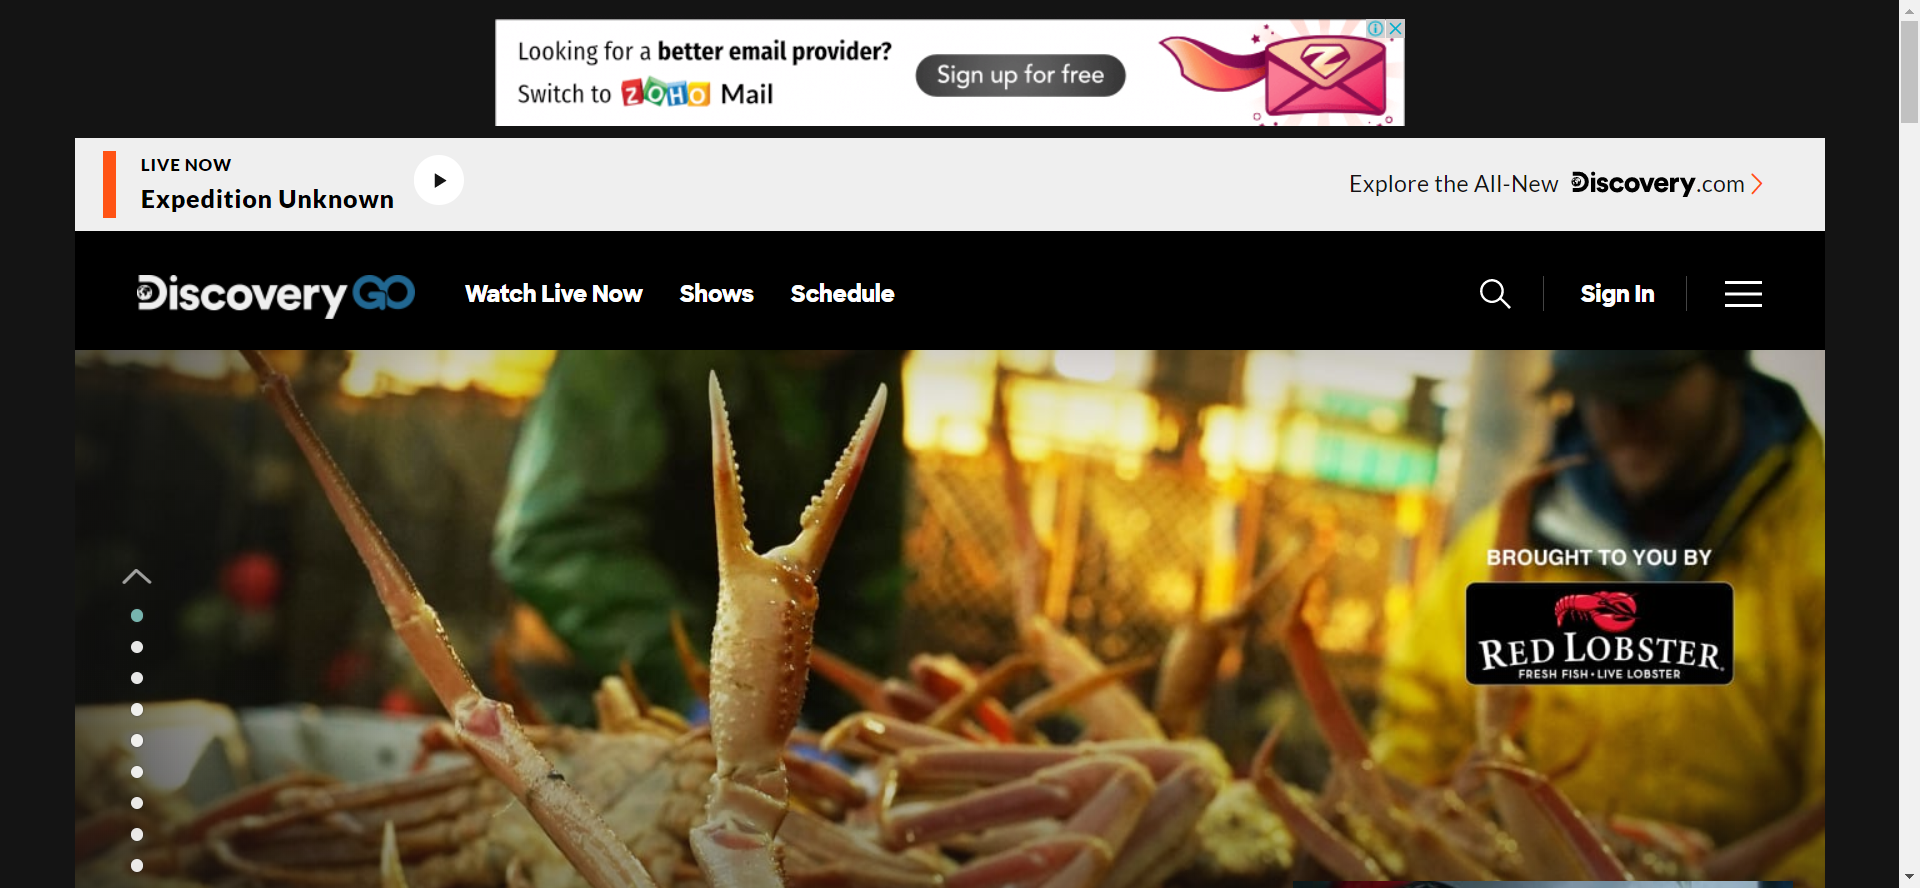 Looking for a better email provider?
Switch to ZOHO Mail
Sign up for free
LIVE NOW
Expedition Unknown
Explore the All-New Discovery.com
Discovery GO
Watch Live Now
Shows
Schedule
Sign In
BROUGHT TO YOU BY
RED LOBSTER
FRESH FISH • LIVE LOBSTER